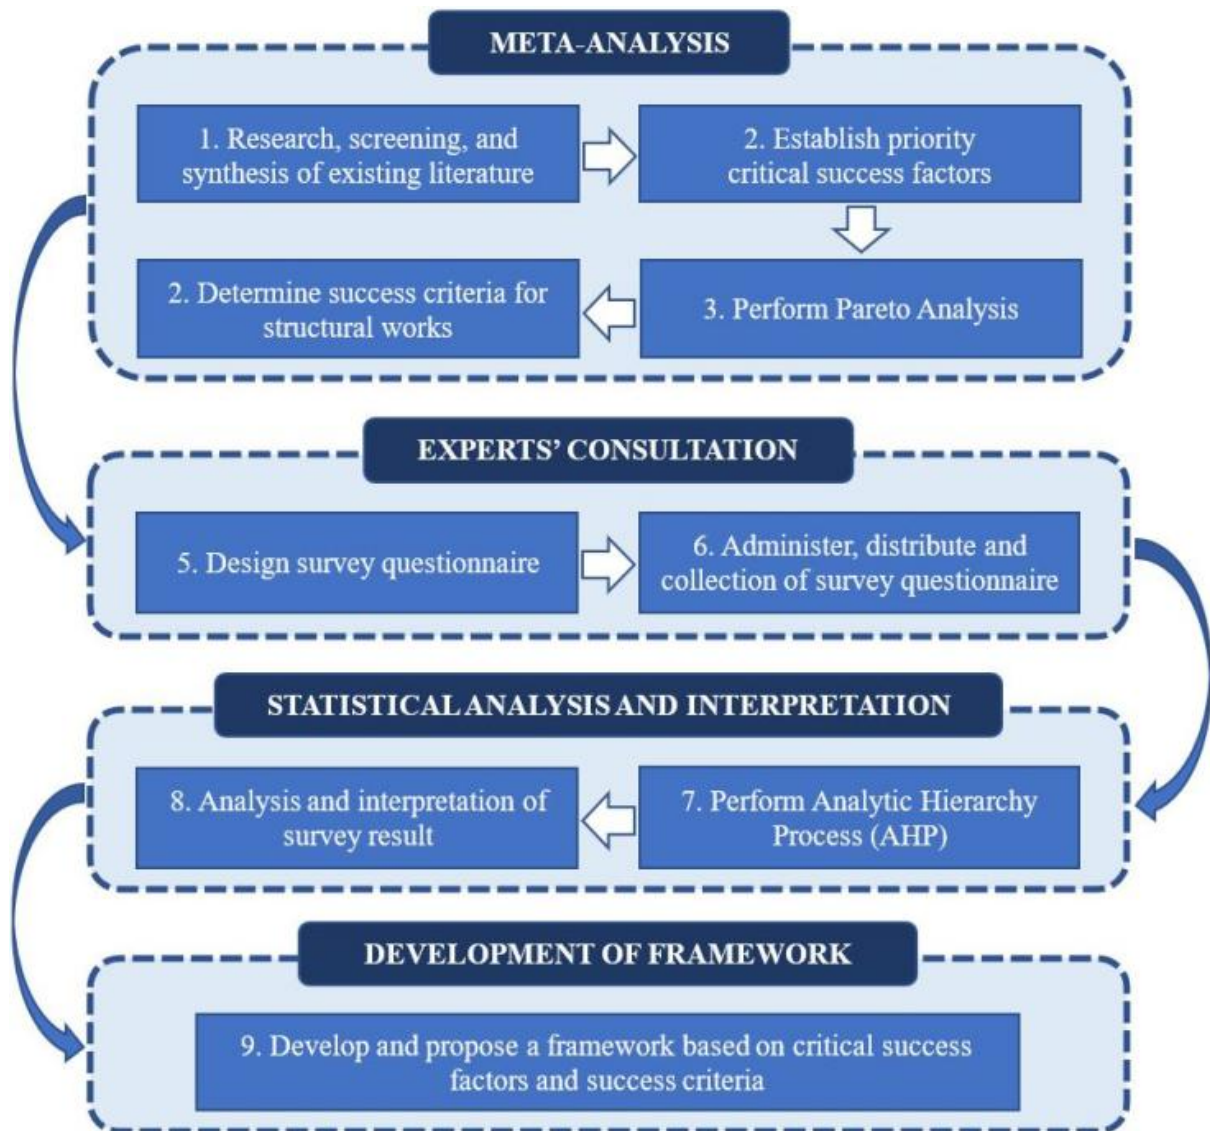 META-ANALYSIS
1. Research, screening, and
synthesis of existing literature
2. Establish priority
critical success factors
2. Determine success criteria for
structural works
3. Perform Pareto Analysis
EXPERTS’ CONSULTATION
5. Design survey questionnaire
6. Administer, distribute and
collection of survey questionnaire
STATISTICAL ANALYSIS AND INTERPRETATION
8. Analysis and interpretation of
survey result
7. Perform Analytic Hierarchy
Process (AHP)
DEVELOPMENT OF FRAMEWORK
9. Develop and propose a framework based on critical success
factors and success criteria